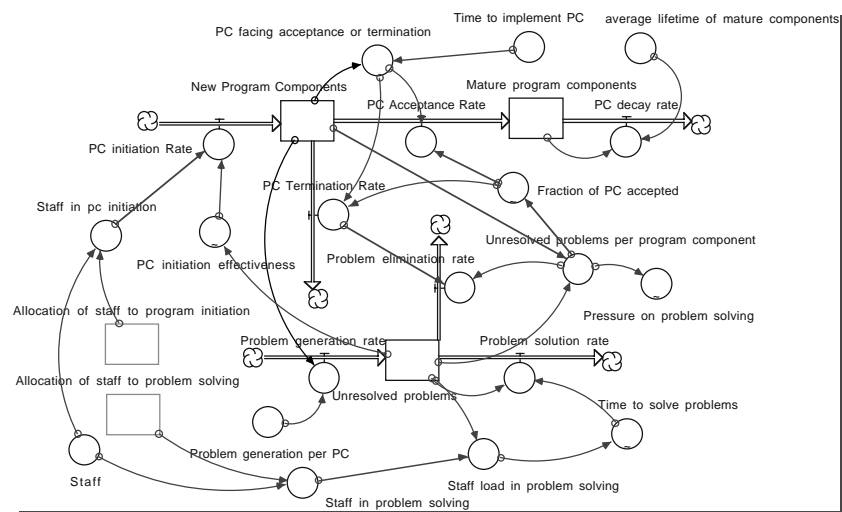 Time to implement PC
average lifetime of mature components
PC facing acceptance or termination
New Program Components
Mature program components
PC Acceptance Rate
PC decay rate
PC initiation Rate
PC Termination Rate
Fraction of PC accepted
Staff in pc initiation
Unresolved problems per program component
PC initiation effectiveness
Problem elimination rate
Allocation of staff to program initiation
Pressure on problem solving
Problem generation rate
Problem solution rate
Allocation of staff to problem solving
Unresolved problems
Time to solve problems
Problem generation per PC
Staff
Staff load in problem solving
Staff in problem solving